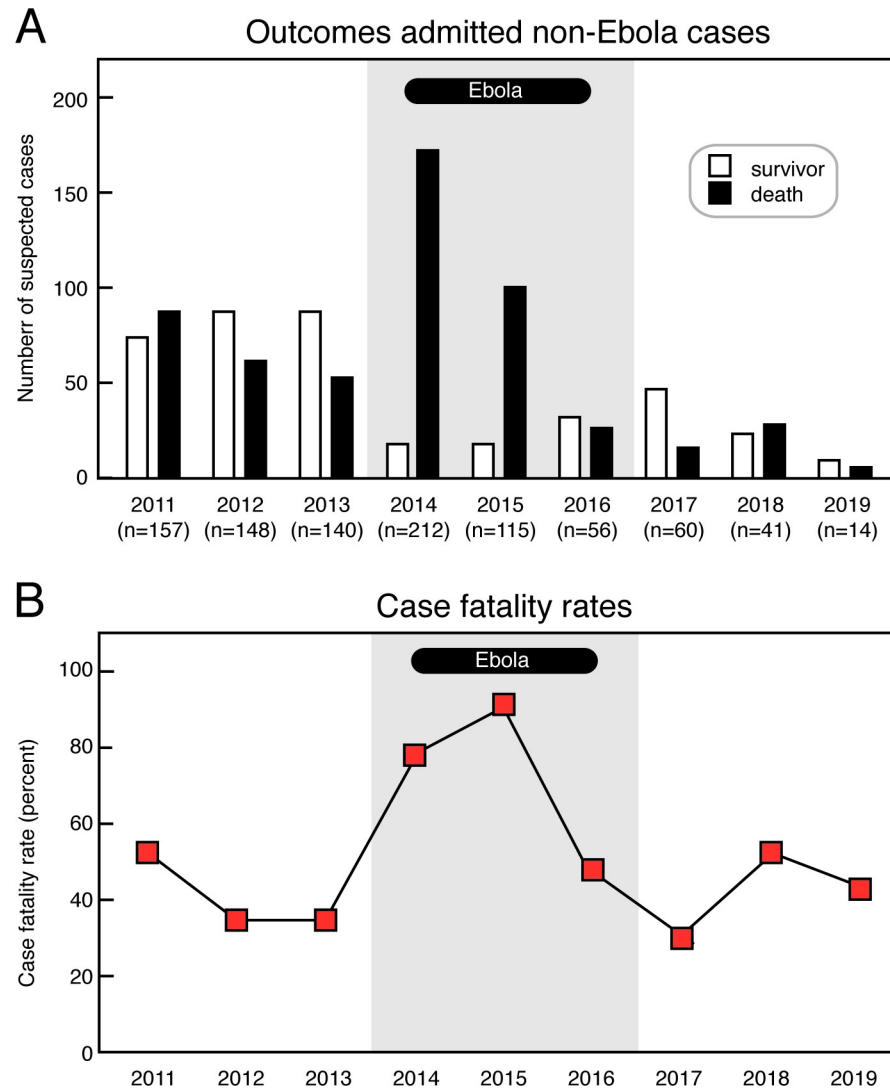 A
Outcomes admitted non-Ebola cases
Ebola
200
150
100
50
0
Numberr of suspected cases
survivor
death
2011 2012 2013 2014 2015 2016 2017 2018 2019
(n=157) (n=148) (n=140) (n=212) (n=115) (n=56) (n=60) (n=41) (n=14)
B
Case fatality rates
Ebola
100
80
60
40
20
0
Case fatality rate (percent)
2011 2012 2013 2014 2015 2016 2017 2018 2019